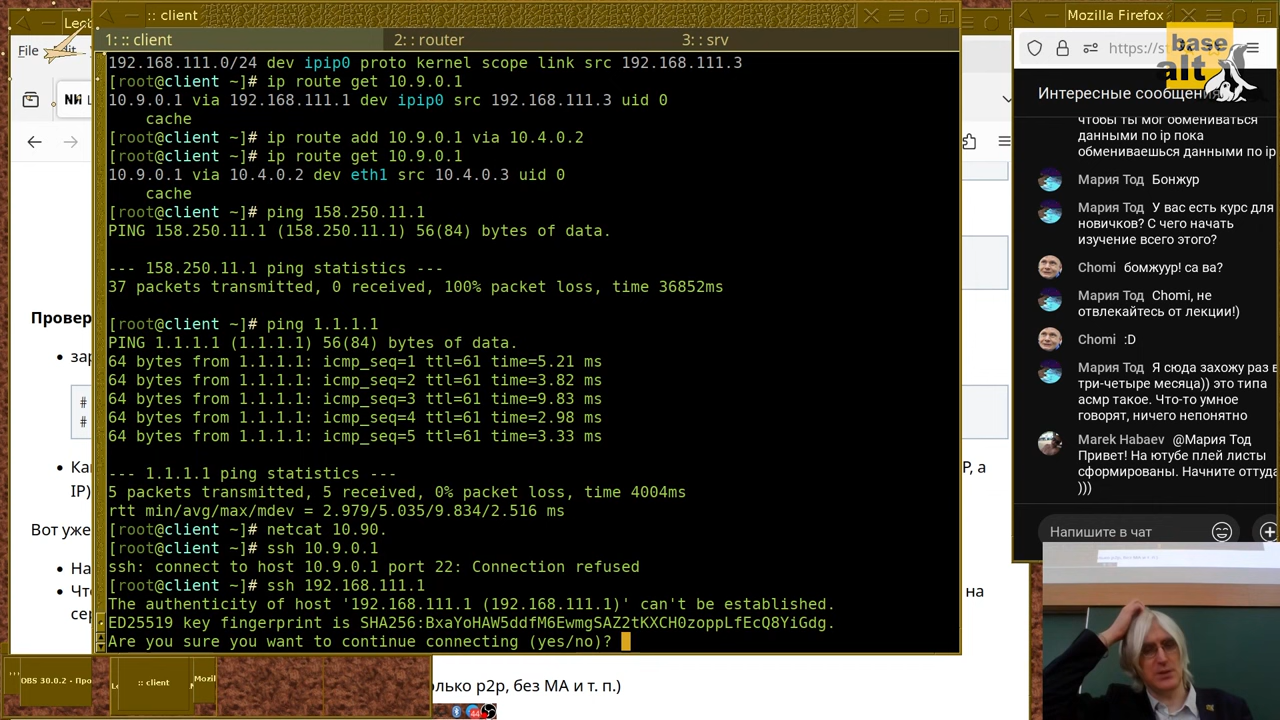 :: client
Mozilla Firefox
File Edit
1: :: client
2: :: router
3: :: srv
https://s
base
alt
192.168.111.0/24 dev ipip0 proto kernel scope link src 192.168.111.3
[root@client ~]# ip route get 10.9.0.1
10.9.0.1 via 192.168.111.1 dev ipip0 src 192.168.111.3 uid 0
cache
[root@client ~]# ip route add 10.9.0.1 via 10.4.0.2
[root@client ~]# ip route get 10.9.0.1
10.9.0.1 via 10.4.0.2 dev eth1 src 10.4.0.3 uid 0
cache
[root@client ~]# ping 158.250.11.1
PING 158.250.11.1 (158.250.11.1) 56(84) bytes of data.
--- 158.250.11.1 ping statistics ---
37 packets transmitted, 0 received, 100% packet loss, time 36852ms
[root@client ~]# ping 1.1.1.1
PING 1.1.1.1 (1.1.1.1) 56(84) bytes of data.
64 bytes from 1.1.1.1: icmp_seq=1 ttl=61 time=5.21 ms
64 bytes from 1.1.1.1: icmp_seq=2 ttl=61 time=3.82 ms
64 bytes from 1.1.1.1: icmp_seq=3 ttl=61 time=9.83 ms
64 bytes from 1.1.1.1: icmp_seq=4 ttl=61 time=2.98 ms
64 bytes from 1.1.1.1: icmp_seq=5 ttl=61 time=3.33 ms
--- 1.1.1.1 ping statistics ---
5 packets transmitted, 5 received, 0% packet loss, time 4004ms
rtt min/avg/max/mdev = 2.979/5.035/9.834/2.516 ms
[root@client ~]# netcat 10.90.
[root@client ~]# ssh 10.9.0.1
ssh: connect to host 10.9.0.1 port 22: Connection refused
[root@client ~]# ssh 192.168.111.1
The authenticity of host '192.168.111.1 (192.168.111.1)' can't be established.
ED25519 key fingerprint is SHA256:BxaYoHAW5ddfM6EwmgSAZ2tKXCH0zoppLfEcQ8YiGdg.
Are you sure you want to continue connecting (yes/no)?
Интересные сообщения
чтобы ты мог обмениваться
данными по ip пока
обмениваешься данными по ip
Мария Тод Бонжур
Мария Тод У вас есть курс для
новичков? С чего начать
изучение всего этого?
Chomi бомжуур! са ва?
Мария Тод Chomi, не
отвлекайтесь от лекции!)
Chomi :D
Мария Тод Я сюда захожу раз в
три-четыре месяца)) это типа
асмр такое. Что-то умное
говорят, ничего непонятно
Marek Habaev @Мария Тод
Привет! На ютубе плей листы
сформированы. Начните оттуда
)))
Напишите в чат
Провер
зар
#
#
Ка
Р, а
IP)
Вот уже
На
Чт
на
сер
олько p2p, без MA и т. п.)
OBS 30.0.2 - Про
:: client
Mozil